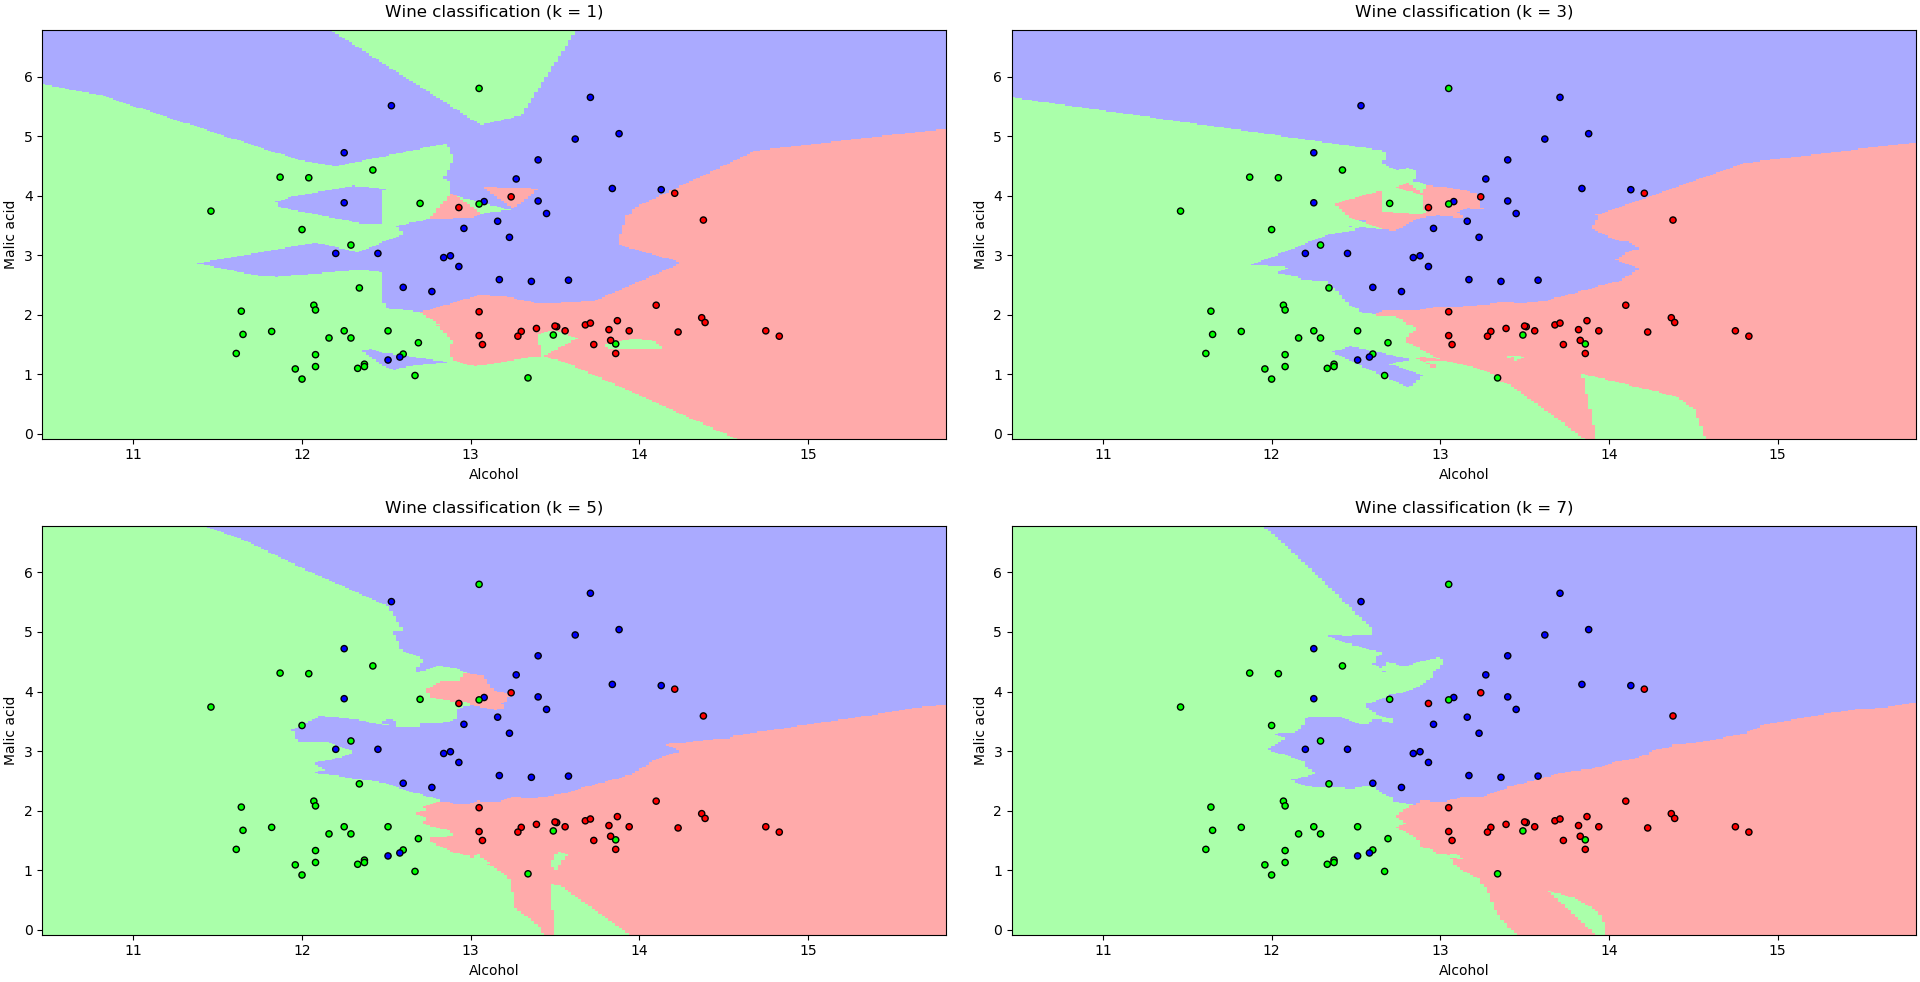 Wine classification (k = 1)
Malic acid
6
5
4
3
2
1
0
11 12 13 14 15
Alcohol
Wine classification (k = 3)
Malic acid
6
5
4
3
2
1
0
11 12 13 14 15
Alcohol
Wine classification (k = 5)
Malic acid
6
5
4
3
2
1
0
11 12 13 14 15
Alcohol
Wine classification (k = 7)
Malic acid
6
5
4
3
2
1
0
11 12 13 14 15
Alcohol